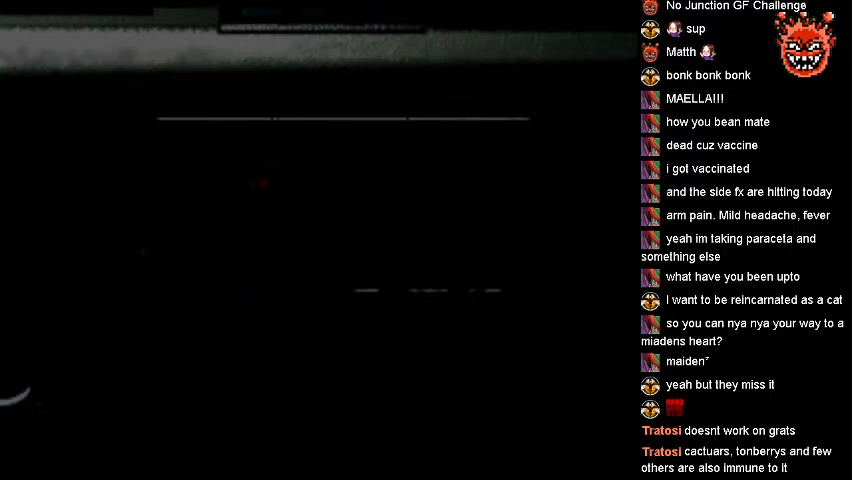 No Junction GF Challenge
sup
Matth
bonk bonk bonk
MAELLA!!!
how you bean mate
dead cuz vaccine
i got vaccinated
and the side fx are hitting today
arm pain. Mild headache, fever
yeah im taking paraceta and
something else
what have you been upto
I want to be reincarnated as a cat
so you can nya nya your way to a
miadens heart?
maiden*
yeah but they miss it
Tratosi doesnt work on grats
Tratosi cactuars, tonberrys and few
others are also immune to it